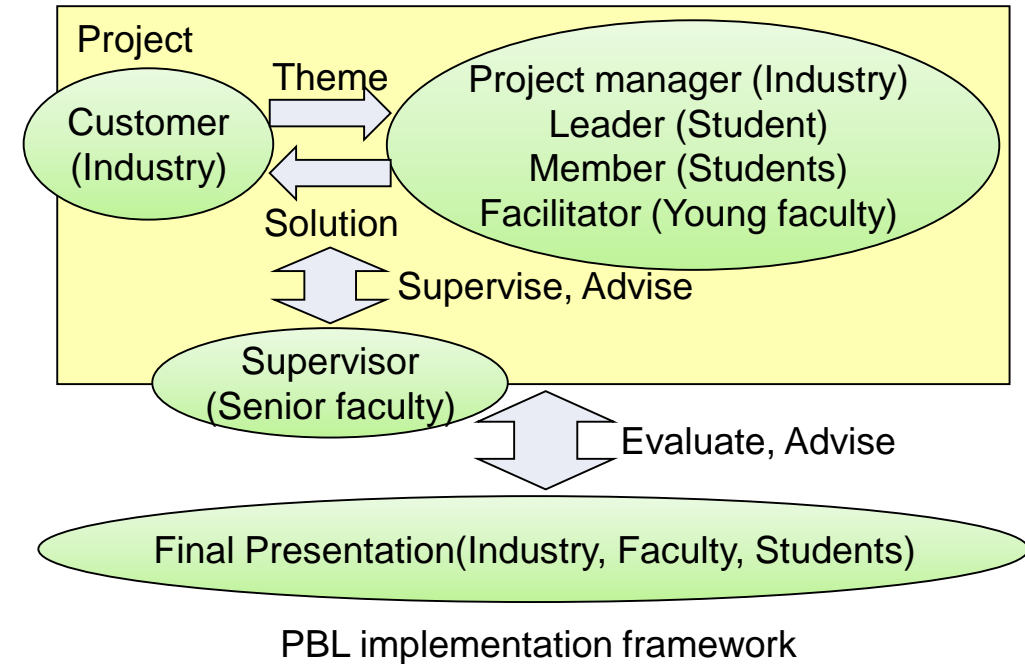 Project
Theme
Customer
(Industry)
Project manager (Industry)
Leader (Student)
Member (Students)
Facilitator (Young faculty)
Solution
Supervise, Advise
Supervisor
(Senior faculty)
Evaluate, Advise
Final Presentation(Industry, Faculty, Students)
PBL implementation framework